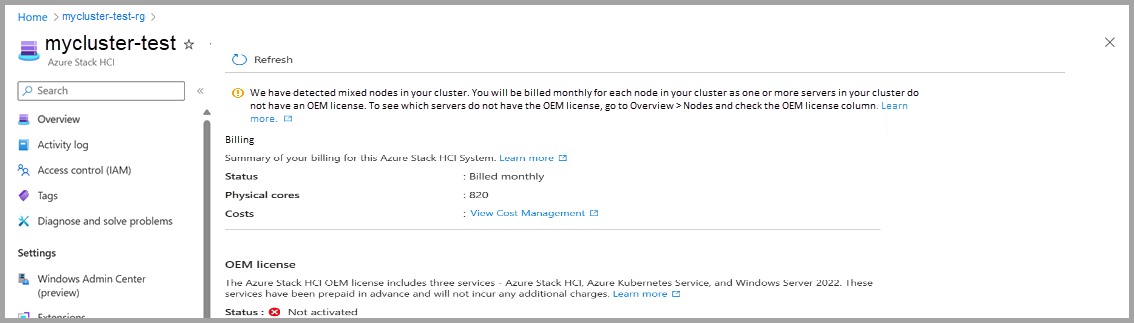 Home > mycluster-test-rg >
mycluster-test
Azure Stack HCI
Search
Overview
Activity log
Access control (IAM)
Tags
Diagnose and solve problems
Settings
Windows Admin Center
(preview)
Extensions
Refresh
We have detected mixed nodes in your cluster. You will be billed monthly for each node in your cluster as one or more servers in your cluster do
not have an OEM license. To see which servers do not have the OEM license, go to Overview > Nodes and check the OEM license column. Learn
more.
Billing
Summary of your billing for this Azure Stack HCI System. Learn more
Status : Billed monthly
Physical cores : 820
Costs : View Cost Management
OEM license
The Azure Stack HCI OEM license includes three services - Azure Stack HCI, Azure Kubernetes Service, and Windows Server 2022. These
services have been prepaid in advance and will not incur any additional charges. Learn more
Status : Not activated